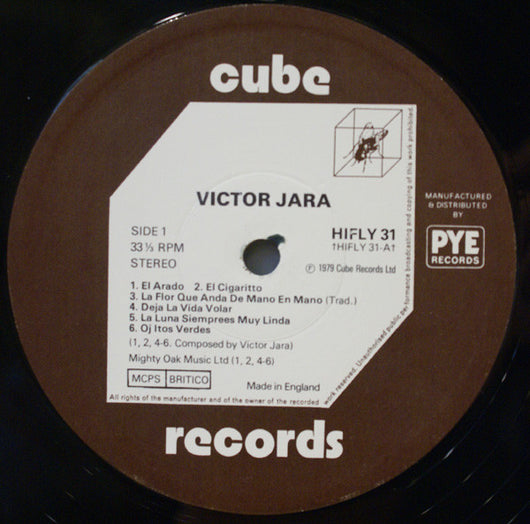 cube
VICTOR JARA
SIDE 1
33⅓ RPM
STEREO
HIFLY 31
†HIFLY 31-A†
Ⓟ 1979 Cube Records Ltd
1. El Arado 2. El Cigaritto
3. La Flor Que Anda De Mano En Mano (Trad.)
4. Deja La Vida Volar
5. La Luna Siemprees Muy Linda
6. Oj Itos Verdes
(1, 2, 4-6. Composed by Victor Jara)
Mighty Oak Music Ltd (1, 2, 4-6)
MCPS BRITICO
Made in England
All rights of the manufacturer and of the owner of the recorded
work reserved. Unauthorised public performance broadcasting and copying of this work prohibited.
MANUFACTURED
& DISTRIBUTED
BY
PYE
RECORDS
records